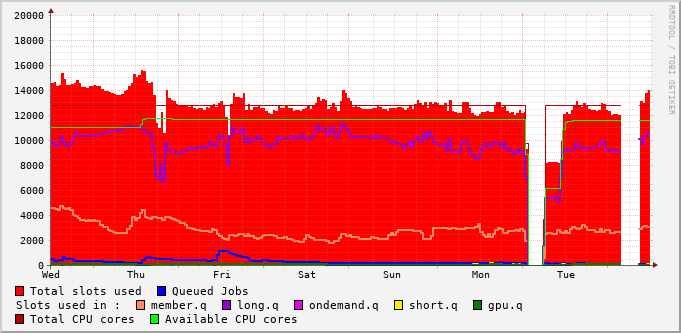 20000
18000
16000
14000
12000
10000
8000
6000
4000
2000
0
Wed Thu Fri Sat Sun Mon Tue
RRDTOOL / TOBI OETIKER
Total slots used Queued Jobs
Slots used in : member.q long.q ondemand.q short.q gpu.q
Total CPU cores Available CPU cores